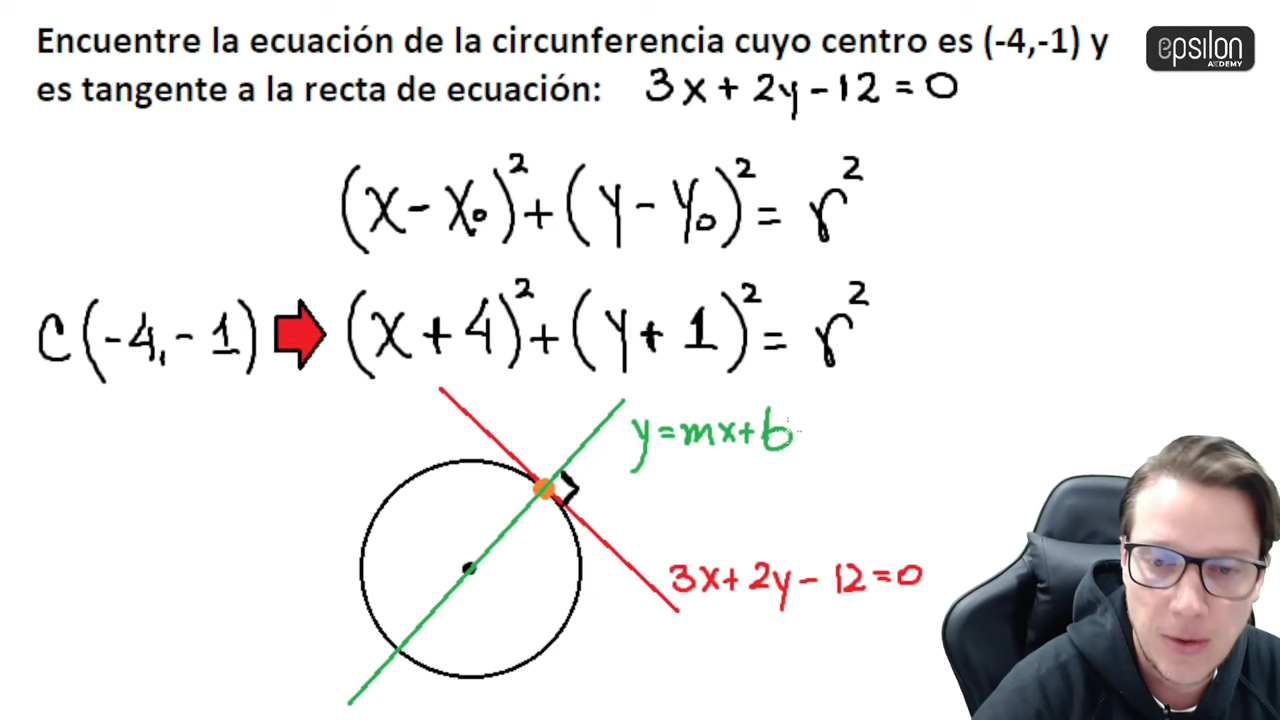 Encuentre la ecuación de la circunferencia cuyo centro es (-4,-1) y
es tangente a la recta de ecuación: 3x + 2y - 12 = 0
epsilon
AXEDEMY
(x - x₀)² + (y - y₀)² = r²
C(-4, -1) (x + 4)² + (y + 1)² = r²
y = mx + b
3x + 2y - 12 = 0